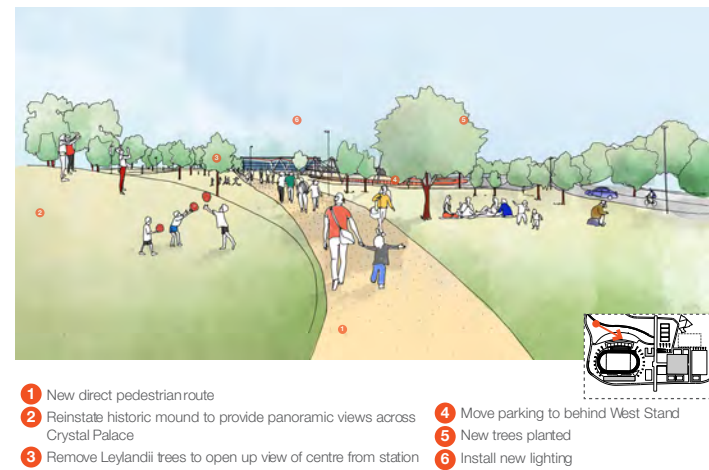 6
5
3
4
2
1
1 New direct pedestrian route
2 Reinstate historic mound to provide panoramic views across
Crystal Palace
3 Remove Leylandii trees to open up view of centre from station
4 Move parking to behind West Stand
5 New trees planted
6 Install new lighting